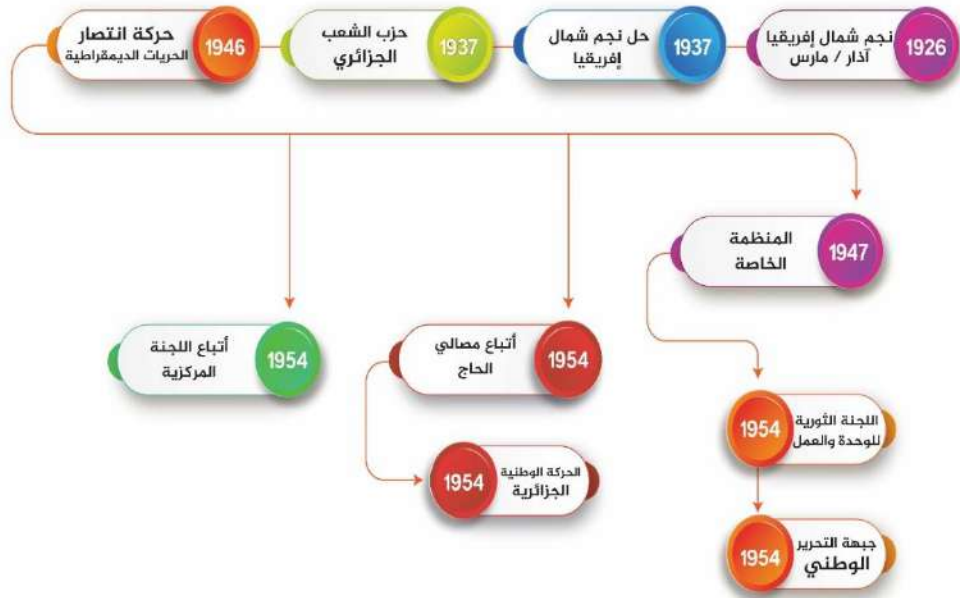 نجم شمال إفريقيا
آذار / مارس
1926
حل نجم شمال
إفريقيا
1937
حزب الشعب
الجزائري
1937
حركة انتصار
الحريات الديمقراطية
1946
المنظمة
الخاصة
1947
أتباع مصالي
الحاج
1954
أتباع اللجنة
المركزية
1954
اللجنة الثورية
للوحدة والعمل
1954
الحركة الوطنية
الجزائرية
1954
جبهة التحرير
الوطني
1954